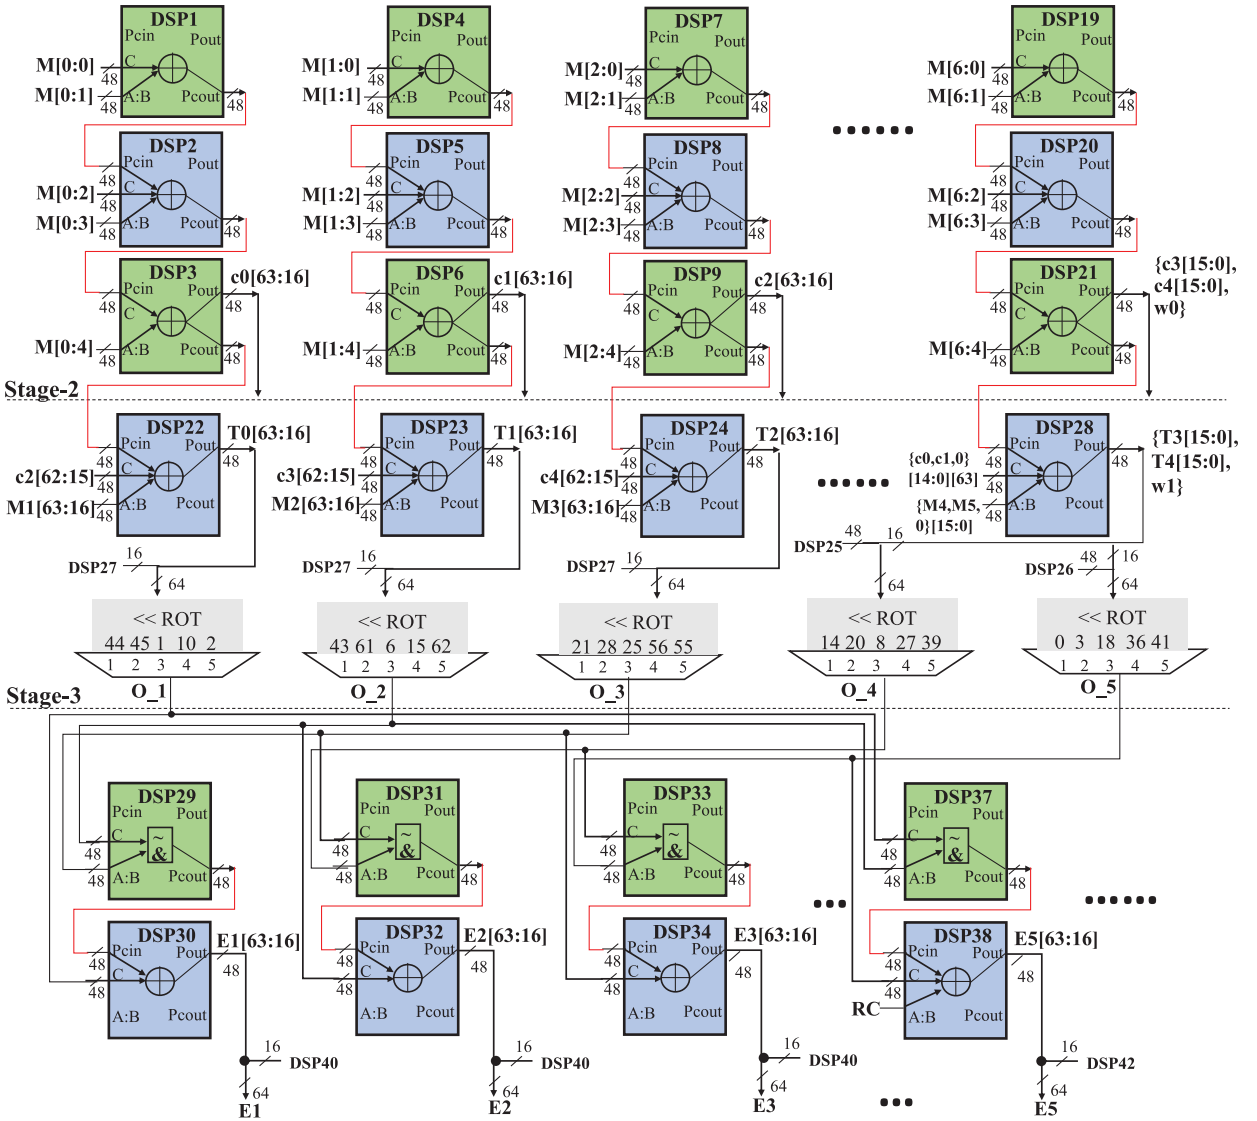 DSP1 DSP4 DSP7 DSP19
Pcin Pout Pcin Pout Pcin Pout Pcin Pout
M[0:0] 48 C M[1:0] 48 C M[2:0] 48 C M[6:0] 48 C
M[0:1] 48 A:B Pcout 48 M[1:1] 48 A:B Pcout 48 M[2:1] 48 A:B Pcout 48 M[6:1] 48 A:B Pcout 48
DSP2 DSP5 DSP8 DSP20
48 Pcin Pout 48 Pcin Pout 48 Pcin Pout 48 Pcin Pout
M[0:2] 48 C M[1:2] 48 C M[2:2] 48 C M[6:2] 48 C
M[0:3] 48 A:B Pcout 48 M[1:3] 48 A:B Pcout 48 M[2:3] 48 A:B Pcout 48 M[6:3] 48 A:B Pcout 48
DSP3 c0[63:16] DSP6 c1[63:16] DSP9 c2[63:16] DSP21 {c3[15:0],
c4[15:0],
w0}
48 Pcin Pout 48 48 Pcin Pout 48 48 Pcin Pout 48 48 Pcin Pout 48
C C C C
M[0:4] 48 A:B Pcout 48 M[1:4] 48 A:B Pcout 48 M[2:4] 48 A:B Pcout 48 M[6:4] 48 A:B Pcout 48
Stage-2
DSP22 T0[63:16] DSP23 T1[63:16] DSP24 T2[63:16] DSP28 {T3[15:0],
T4[15:0],
w1}
48 Pcin Pout 48 48 Pcin Pout 48 48 Pcin Pout 48 48 Pcin Pout 48
c2[62:15] 48 C c3[62:15] 48 C c4[62:15] 48 C {c0,c1,0}
[14:0][63] 48 C
M1[63:16] 48 A:B M2[63:16] 48 A:B M3[63:16] 48 A:B {M4,M5,
0}[15:0] 48 A:B
DSP27 16 DSP27 16 DSP27 16 DSP25 48 16 DSP26 48 16
64 64 64 64 64
<< ROT << ROT << ROT << ROT << ROT
44 45 1 10 2 43 61 6 15 62 21 28 25 56 55 14 20 8 27 39 0 3 18 36 41
1 2 3 4 5 1 2 3 4 5 1 2 3 4 5 1 2 3 4 5 1 2 3 4 5
O_1 O_2 O_3 O_4 O_5
Stage-3
DSP29 DSP31 DSP33 DSP37
Pcin Pout Pcin Pout Pcin Pout Pcin Pout
48 C ~ & 48 C ~ & 48 C ~ & 48 C ~ &
48 A:B Pcout 48 48 A:B Pcout 48 48 A:B Pcout 48 48 A:B Pcout 48
DSP30 E1[63:16] DSP32 E2[63:16] DSP34 E3[63:16] DSP38 E5[63:16]
48 Pcin Pout 48 48 Pcin Pout 48 48 Pcin Pout 48 48 Pcin Pout 48
48 C 48 C 48 C 48 C
A:B Pcout A:B Pcout A:B Pcout RC A:B Pcout
16 DSP40 16 DSP40 16 DSP40 16 DSP42
64 64 64 64
E1 E2 E3 E5